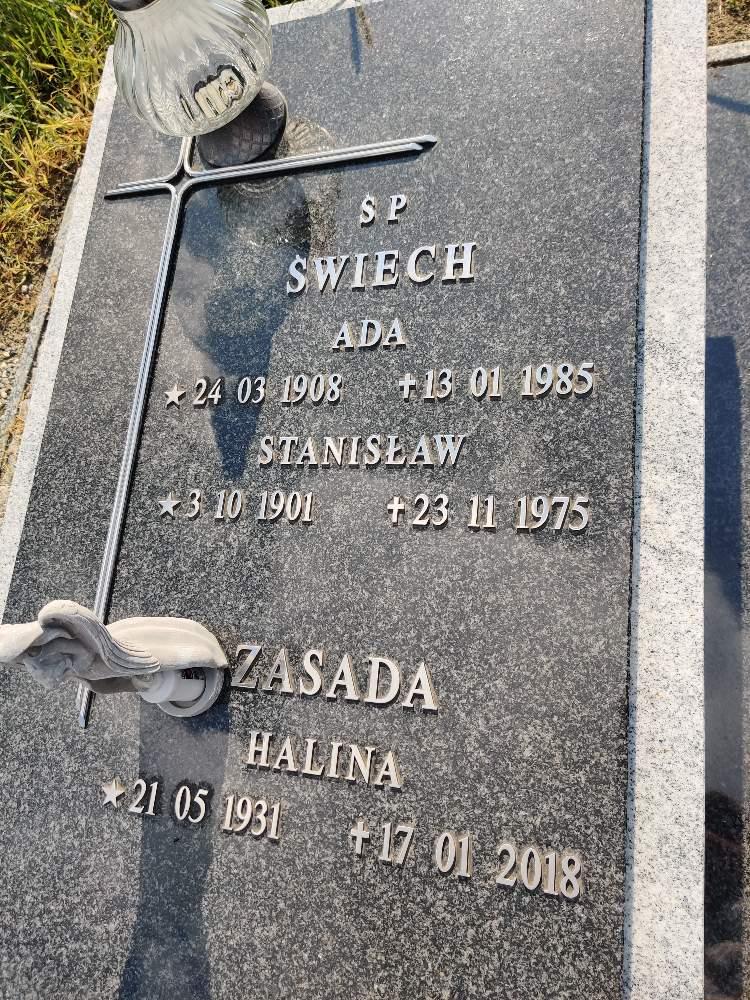 Ś P
ŚWIECH
ADA
24 03 1908 13 01 1985
STANISŁAW
3 10 1901 23 11 1975
ZASADA
HALINA
21 05 1931 17 01 2018